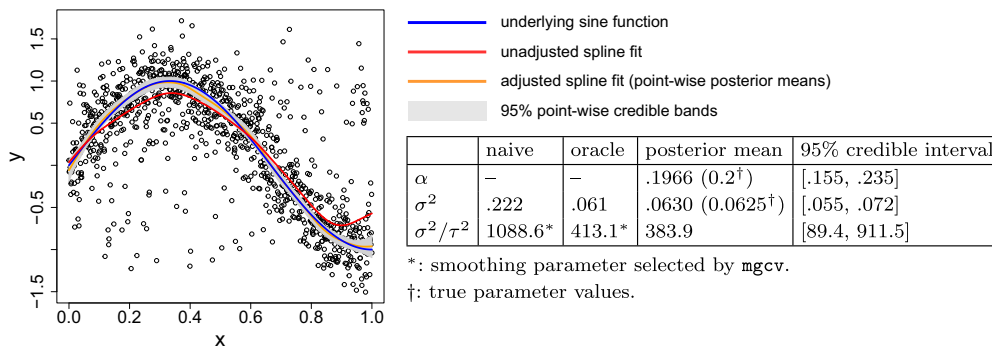 1.5
1.0
0.5
−0.5
−1.5
y
0.0 0.2 0.4 0.6 0.8 1.0
x
underlying sine function
unadjusted spline fit
adjusted spline fit (point-wise posterior means)
95% point-wise credible bands
naive oracle posterior mean 95% credible interval
α – – .1966 (0.2†) [.155, .235]
σ² .222 .061 .0630 (0.0625†) [.055, .072]
σ²/τ² 1088.6* 413.1* 383.9 [89.4, 911.5]
*: smoothing parameter selected by mgcv.
†: true parameter values.